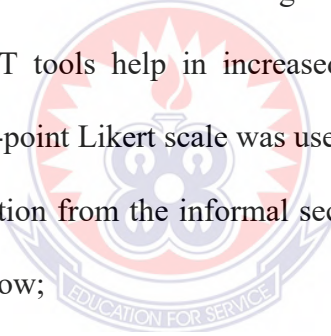 T tools help in increased
-point Likert scale was use
tion from the informal sec
ow;
EDUCATION FOR SERVICE